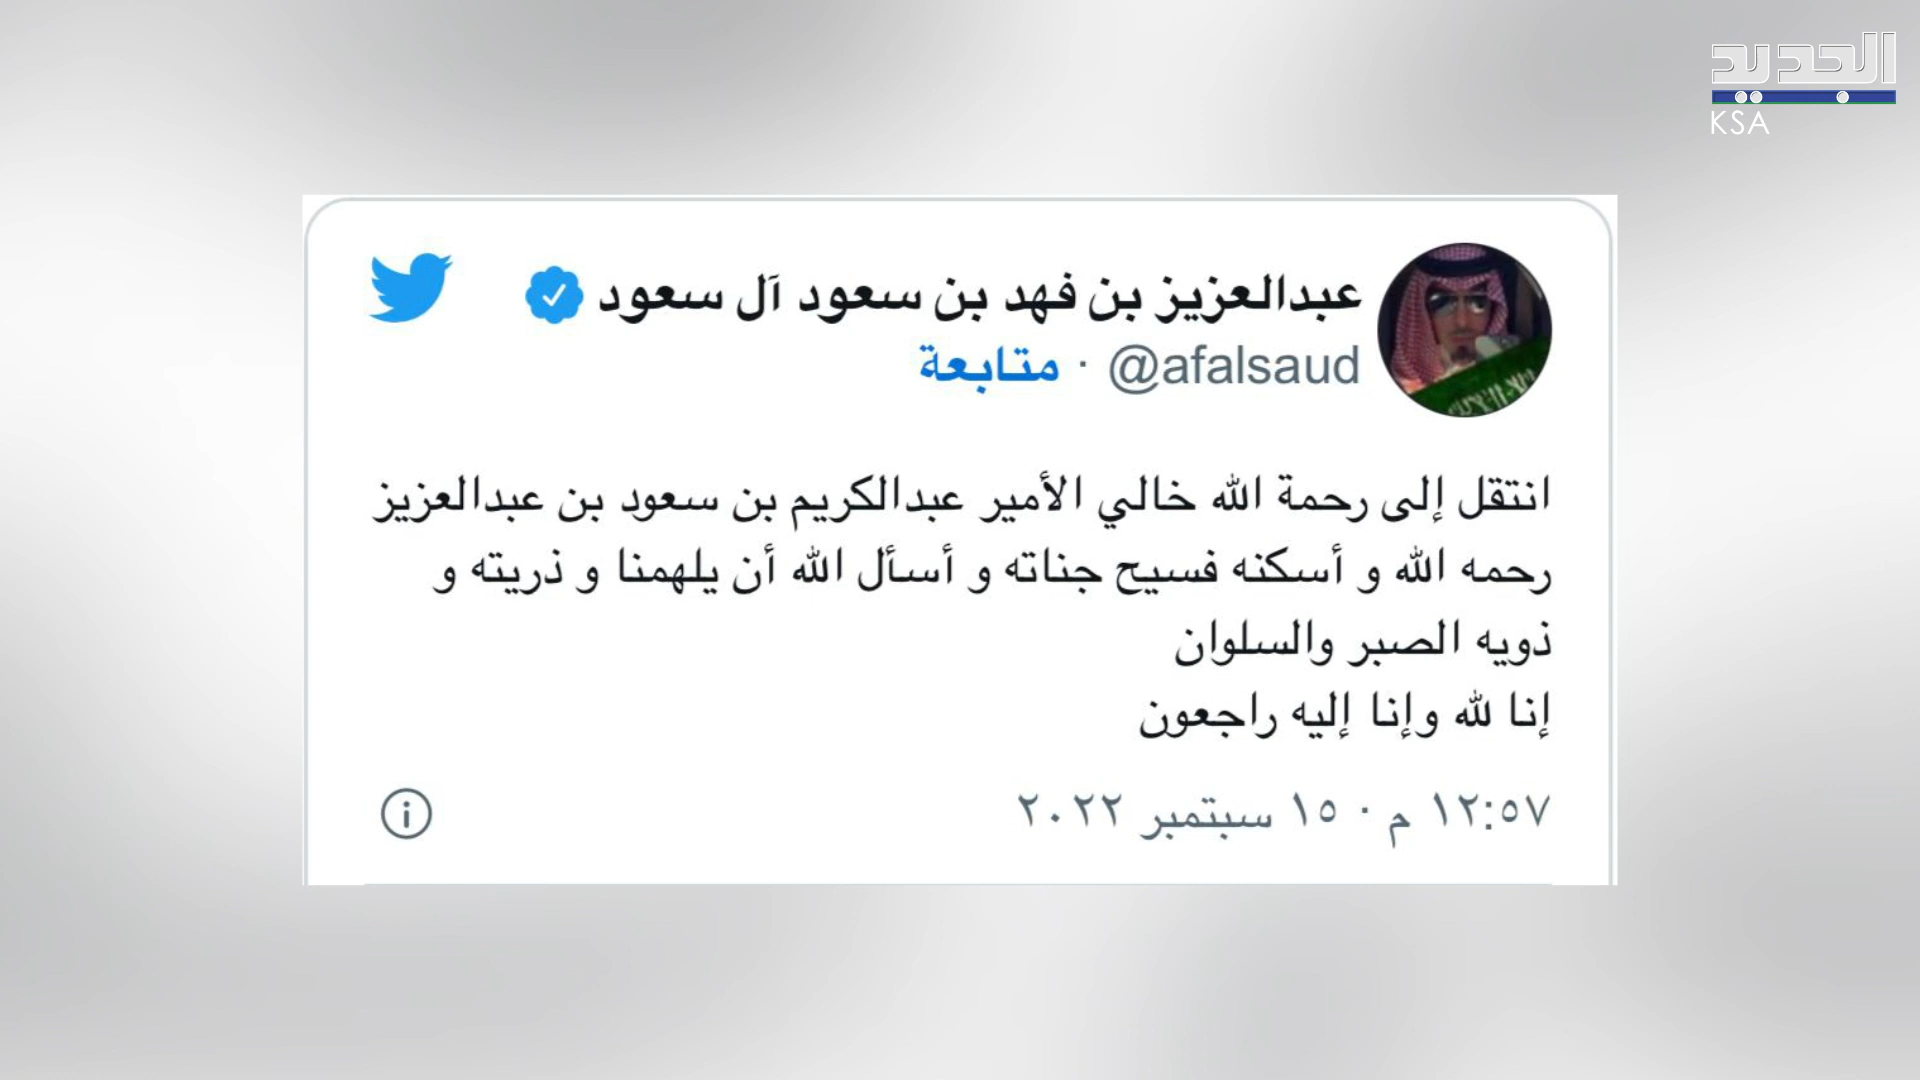 الجديد
KSA
عبدالعزيز بن فهد بن سعود آل سعود
@afalsaud · متابعة
انتقل إلى رحمة الله خالي الأمير عبدالكريم بن سعود بن عبدالعزيز
رحمه الله و أسكنه فسيح جناته و أسأل الله أن يلهمنا و ذريته و
ذويه الصبر والسلوان
إنا لله وإنا إليه راجعون
١٢:٥٧ م · ١٥ سبتمبر ٢٠٢٢